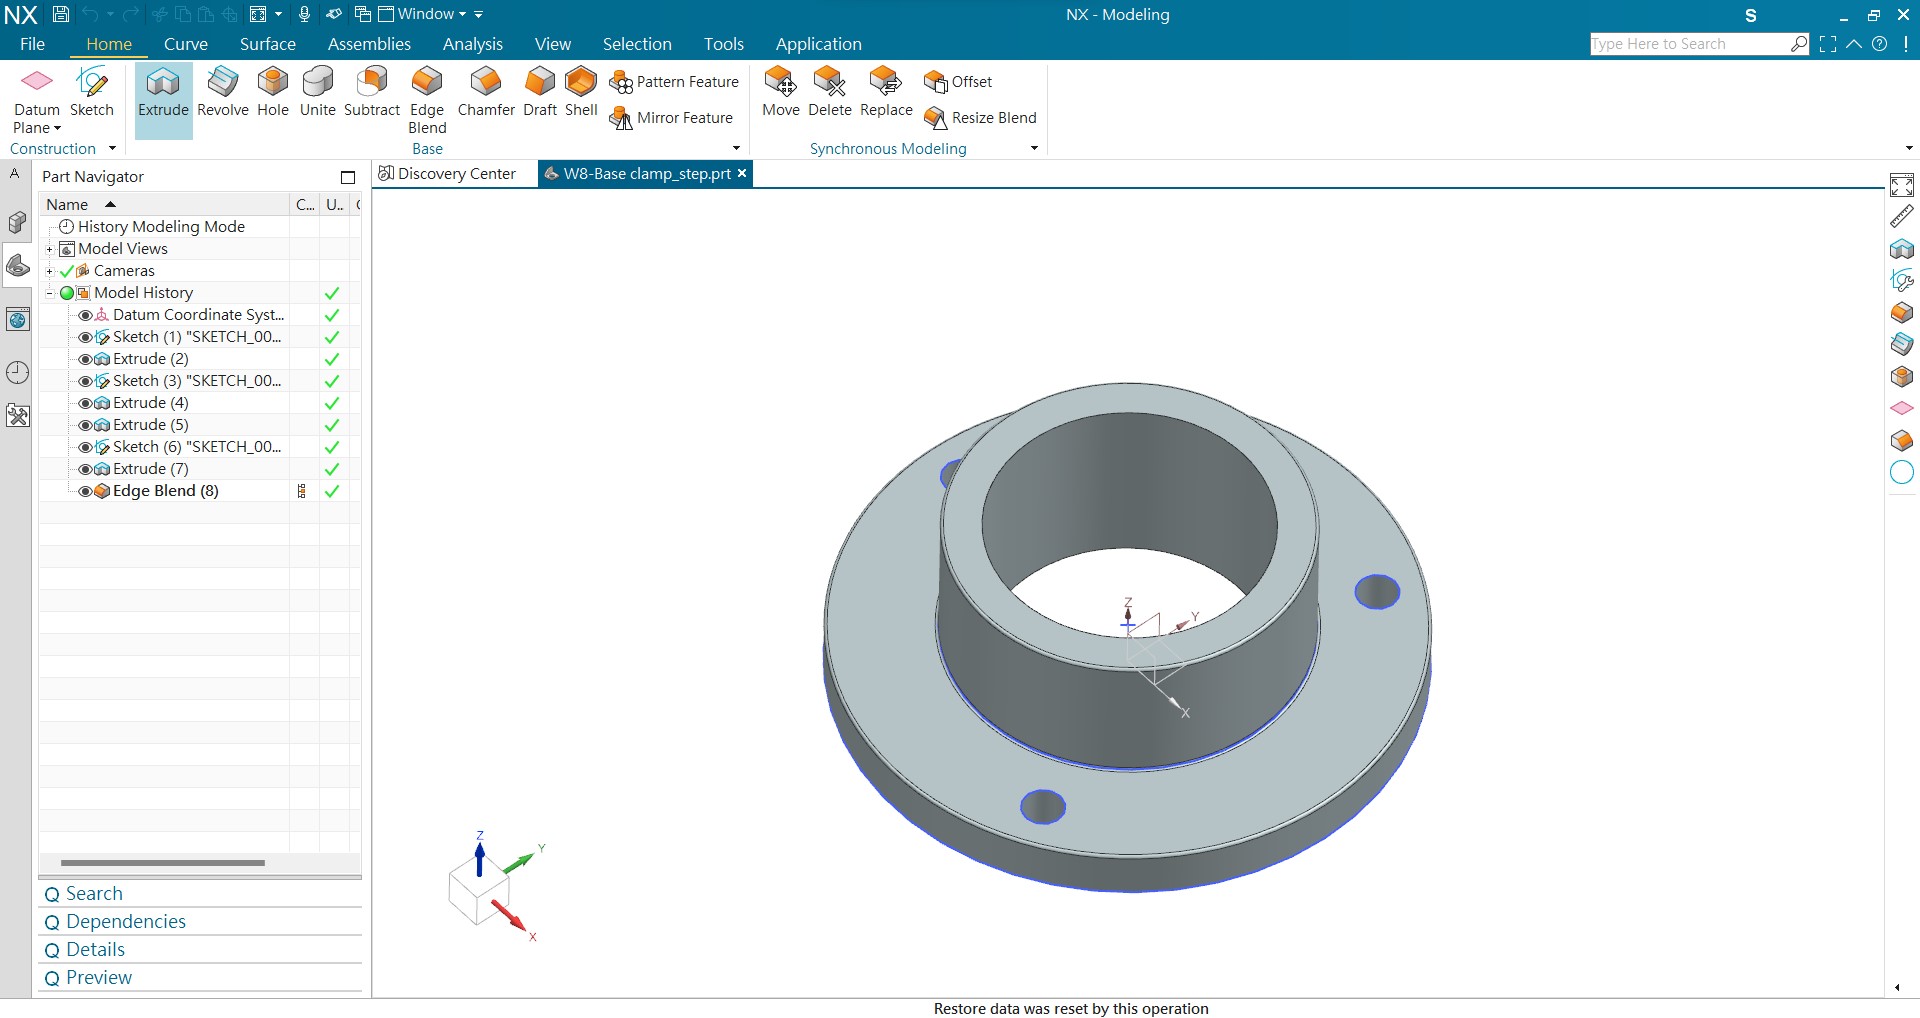 NX
Window
NX - Modeling
S
File Home Curve Surface Assemblies Analysis View Selection Tools Application
Type Here to Search
Datum Plane
Sketch
Extrude
Revolve
Hole
Unite
Subtract
Edge Blend
Chamfer
Draft
Shell
Pattern Feature
Mirror Feature
Move
Delete
Replace
Offset
Resize Blend
Construction
Base
Synchronous Modeling
A
Part Navigator
Discovery Center
W8-Base clamp_step.prt
Name C... U..
History Modeling Mode
Model Views
Cameras
Model History
Datum Coordinate Syst...
Sketch (1) "SKETCH_00...
Extrude (2)
Sketch (3) "SKETCH_00...
Extrude (4)
Extrude (5)
Sketch (6) "SKETCH_00...
Extrude (7)
Edge Blend (8)
Z
Y
X
Z
Y
X
Search
Dependencies
Details
Preview
Restore data was reset by this operation